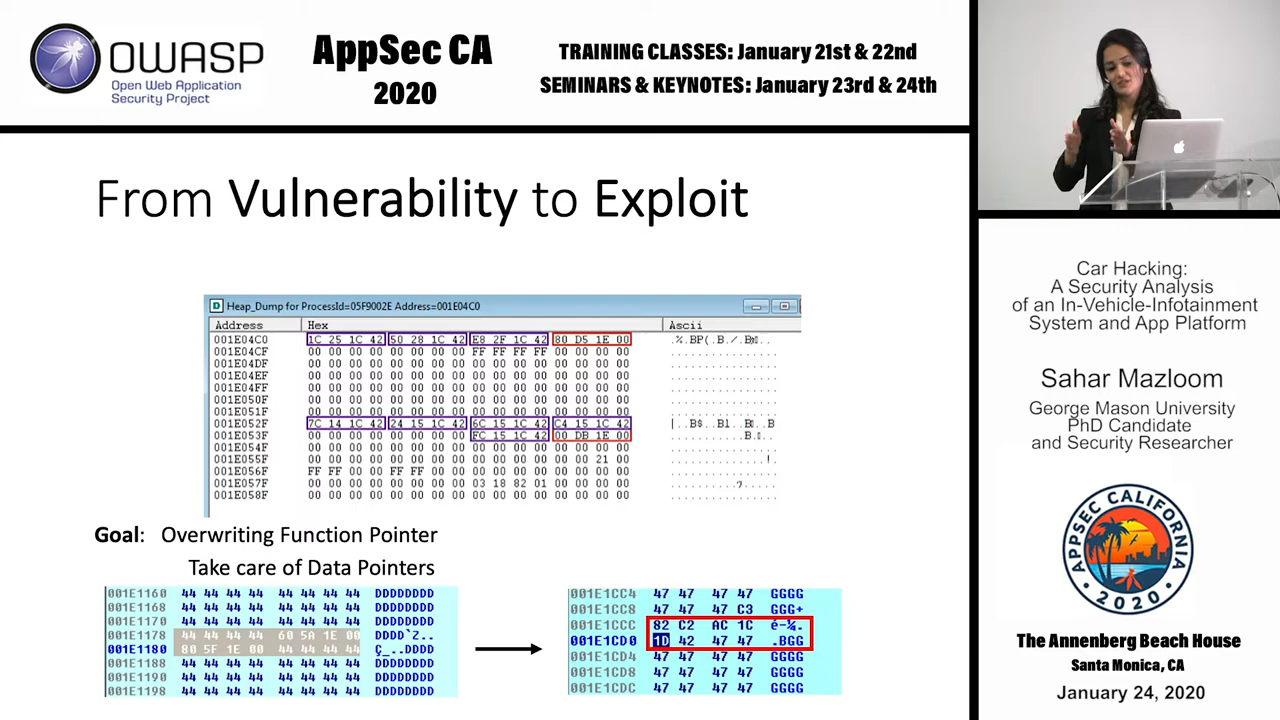 OWASP
Open Web Application
Security Project
AppSec CA
2020
TRAINING CLASSES: January 21st & 22nd
SEMINARS & KEYNOTES: January 23rd & 24th
From Vulnerability to Exploit
Heap_Dump for ProcessId=05F9002E Address=001E04C0
Address Hex Ascii
001E04C0 1C 25 1C 42 50 28 1C 42 E8 2F 1C 42 80 D5 1E 00
001E04CF 00 00 00 00 00 00 00 00 FF FF FF FF 00 00 00 00
001E04DF 00 00 00 00 00 00 00 00 00 00 00 00 00 00 00 00
001E04EF 00 00 00 00 00 00 00 00 00 00 00 00 00 00 00 00
001E04FF 00 00 00 00 00 00 00 00 00 00 00 00 00 00 00 00
001E050F 00 00 00 00 00 00 00 00 00 00 00 00 00 00 00 00
001E051F 00 00 00 00 00 00 00 00 00 00 00 00 00 00 00 00
001E052F 7C 14 1C 42 24 15 1C 42 6C 15 1C 42 C4 15 1C 42
001E053F 00 00 00 00 00 00 00 00 FC 15 1C 42 00 DB 1E 00
001E054F 00 00 00 00 00 00 00 00 00 00 00 00 00 00 00 00
001E055F 00 00 00 00 00 00 00 00 00 00 00 00 00 00 21 00
001E056F FF FF 00 00 FF FF 00 00 00 00 00 00 00 00 00 00
001E057F 00 00 00 00 00 00 00 00 03 18 82 01 00 00 00 00
001E058F 00 00 00 00 00 00 00 00 00 00 00 00 00 00 00 00
Goal: Overwriting Function Pointer
Take care of Data Pointers
001E1160 44 44 44 44 44 44 44 44 DDDDDDDD
001E1168 44 44 44 44 44 44 44 44 DDDDDDDD
001E1170 44 44 44 44 44 44 44 44 DDDDDDDD
001E1178 44 44 44 44 60 5A 1E 00 DDDD`Z..
001E1180 80 5F 1E 00 44 44 44 44 Ç_..DDDD
001E1188 44 44 44 44 44 44 44 44 DDDDDDDD
001E1190 44 44 44 44 44 44 44 44 DDDDDDDD
001E1198 44 44 44 44 44 44 44 44 DDDDDDDD
001E1CC4 47 47 47 47 GGGG
001E1CC8 47 47 47 C3 GGG+
001E1CCC 82 C2 AC 1C é-¼.
001E1CD0 1D 42 47 47 .BGG
001E1CD4 47 47 47 47 GGGG
001E1CD8 47 47 47 47 GGGG
001E1CDC 47 47 47 47 GGGG
Car Hacking:
A Security Analysis
of an In-Vehicle-Infotainment
System and App Platform
Sahar Mazloom
George Mason University
PhD Candidate
and Security Researcher
APPSEC CALIFORNIA
2020
The Annenberg Beach House
Santa Monica, CA
January 24, 2020